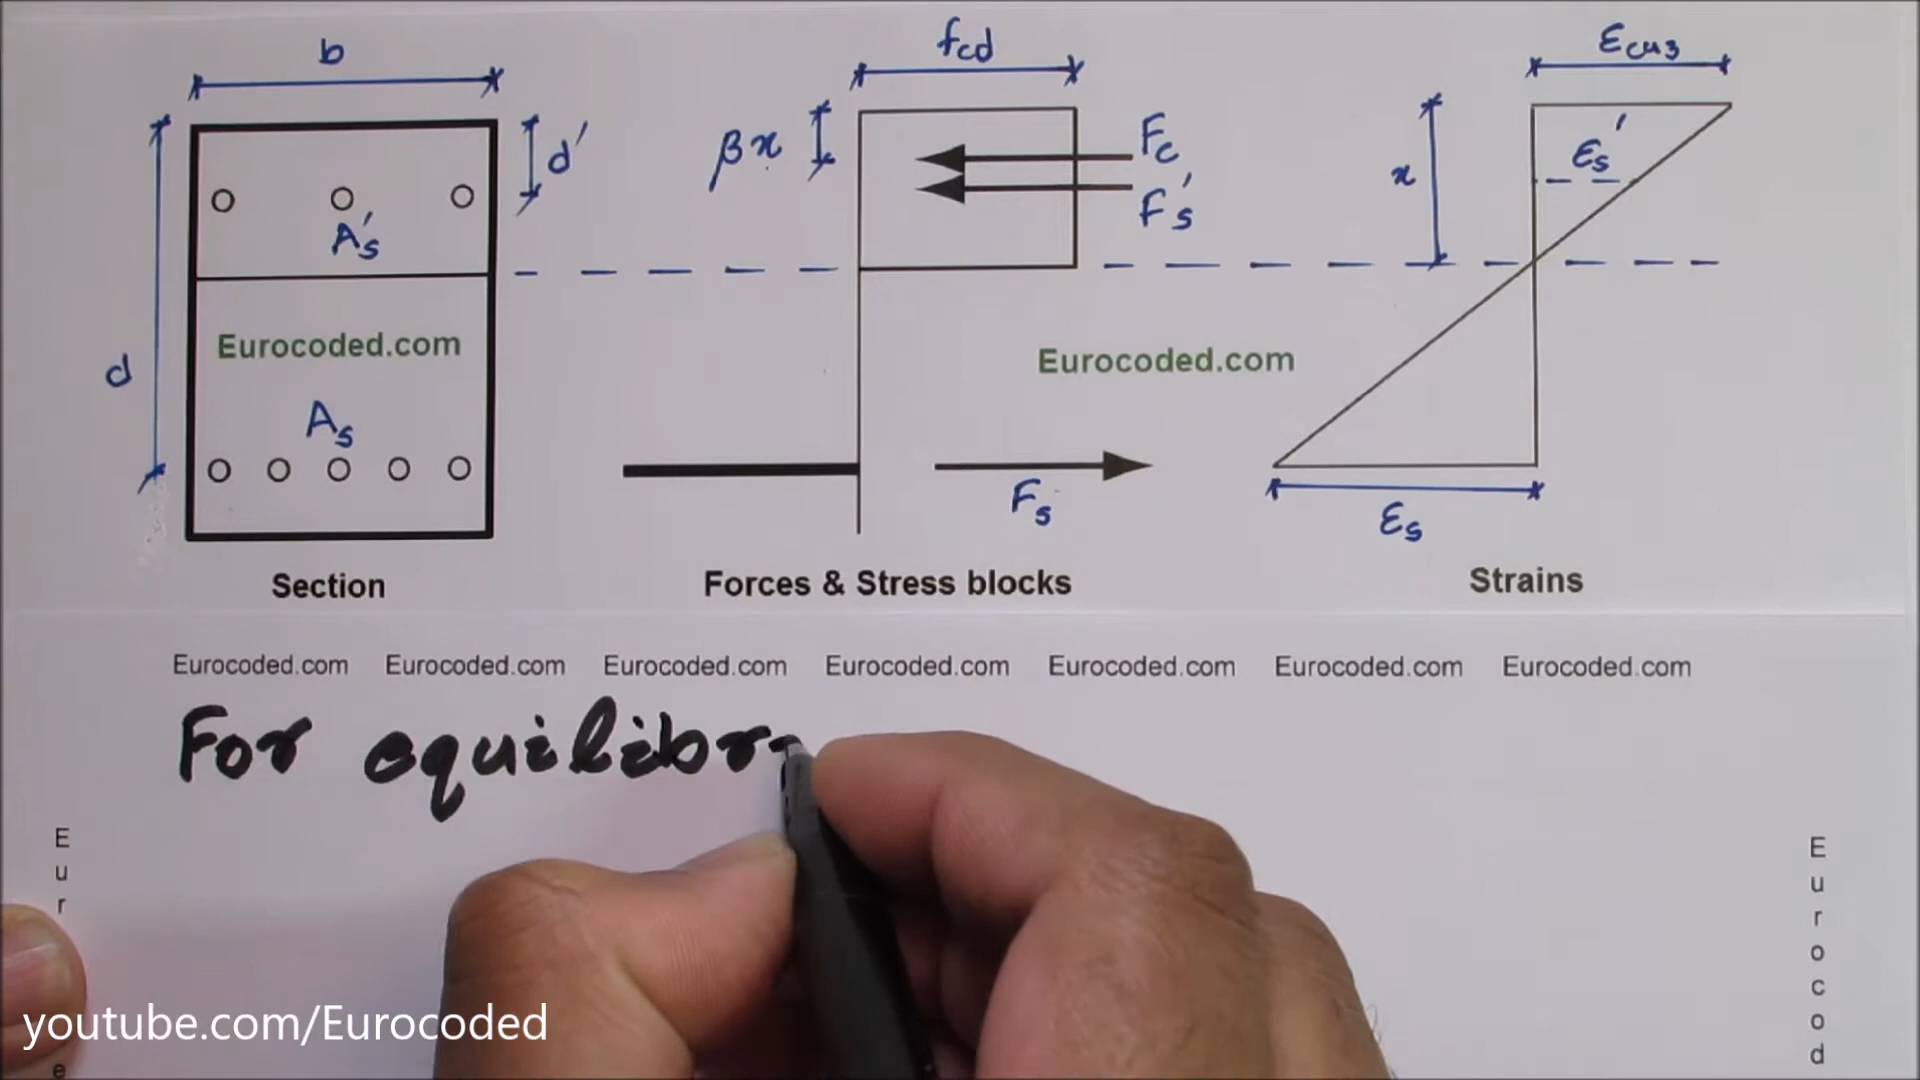 b
fcd
εcu3
d'
βx
Fc
F's
x
εs'
A's
Eurocoded.com
Eurocoded.com
d
As
Fs
εs
Section
Forces & Stress blocks
Strains
Eurocoded.com Eurocoded.com Eurocoded.com Eurocoded.com Eurocoded.com Eurocoded.com Eurocoded.com
For equilibr
E
u
r
e
E
u
r
o
c
o
d
youtube.com/Eurocoded